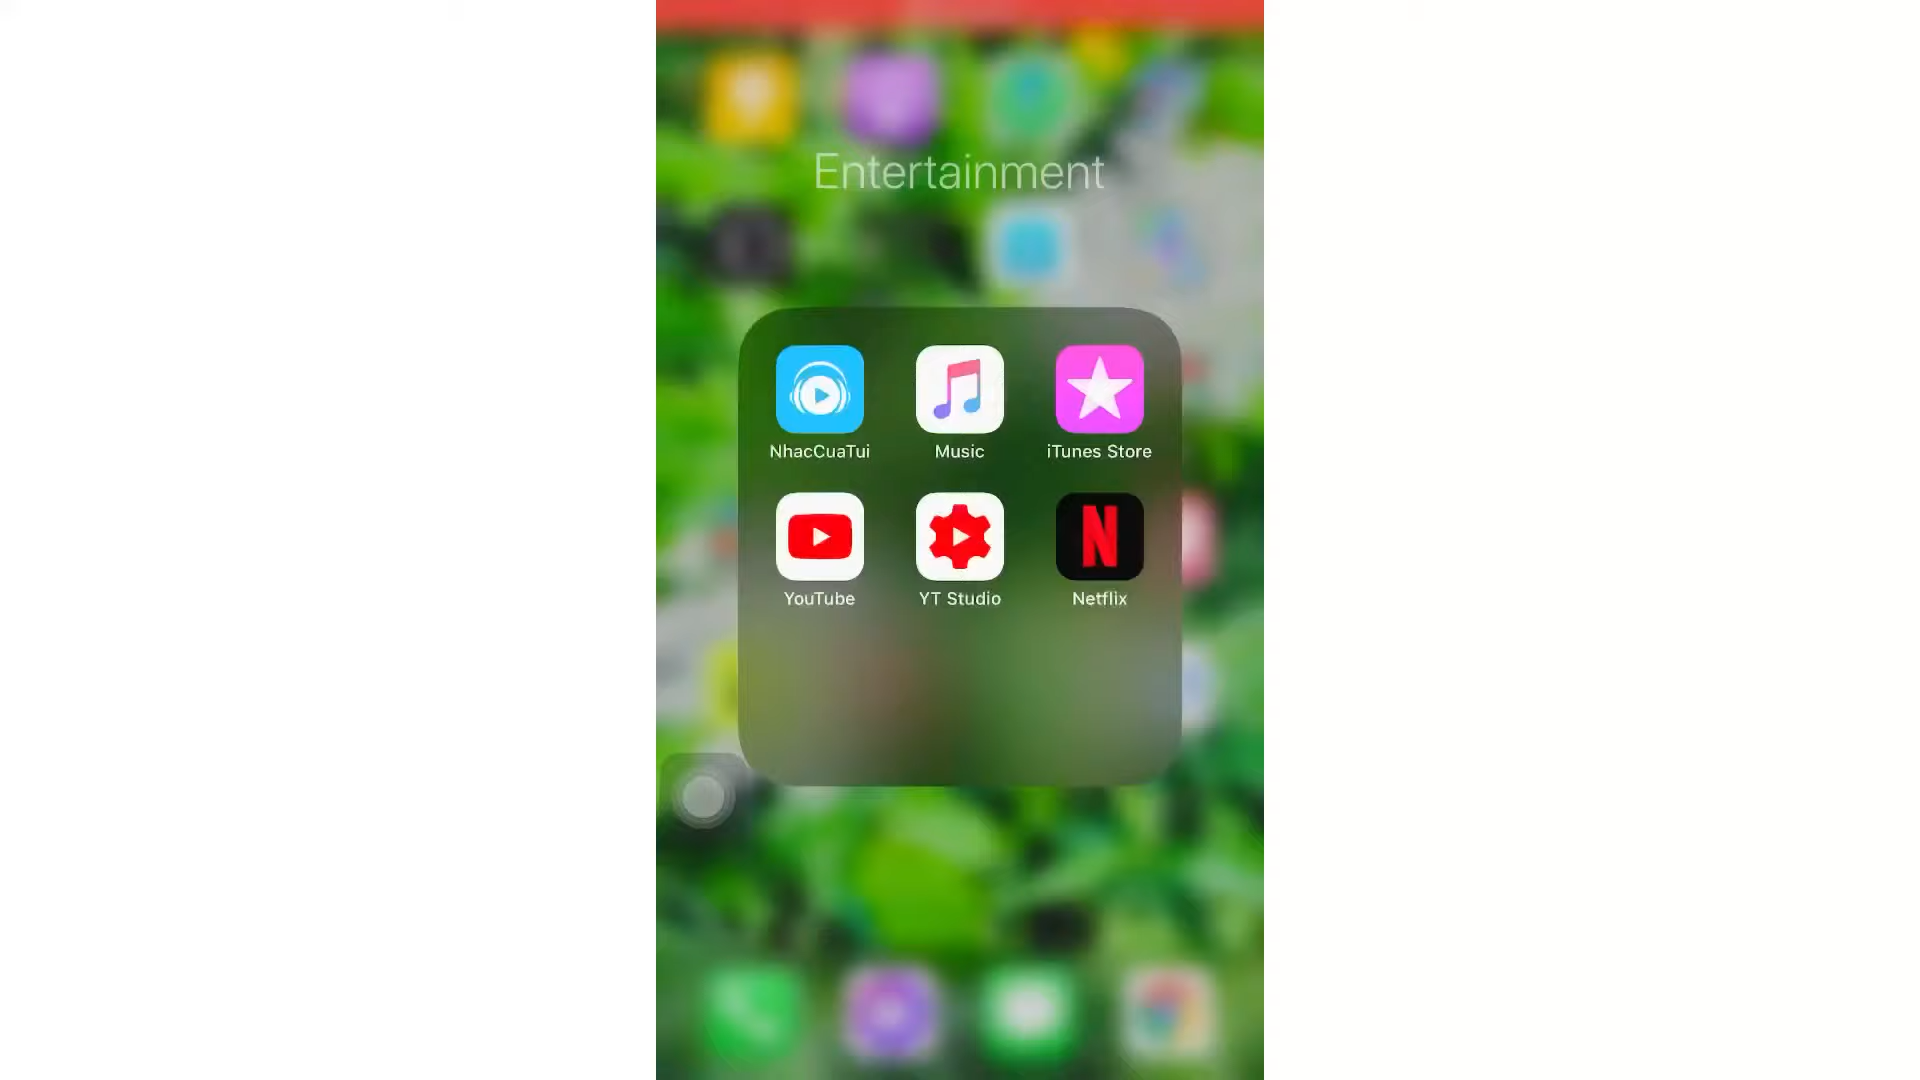 Entertainment
NhacCuaTui
Music
iTunes Store
YouTube
YT Studio
N
Netflix